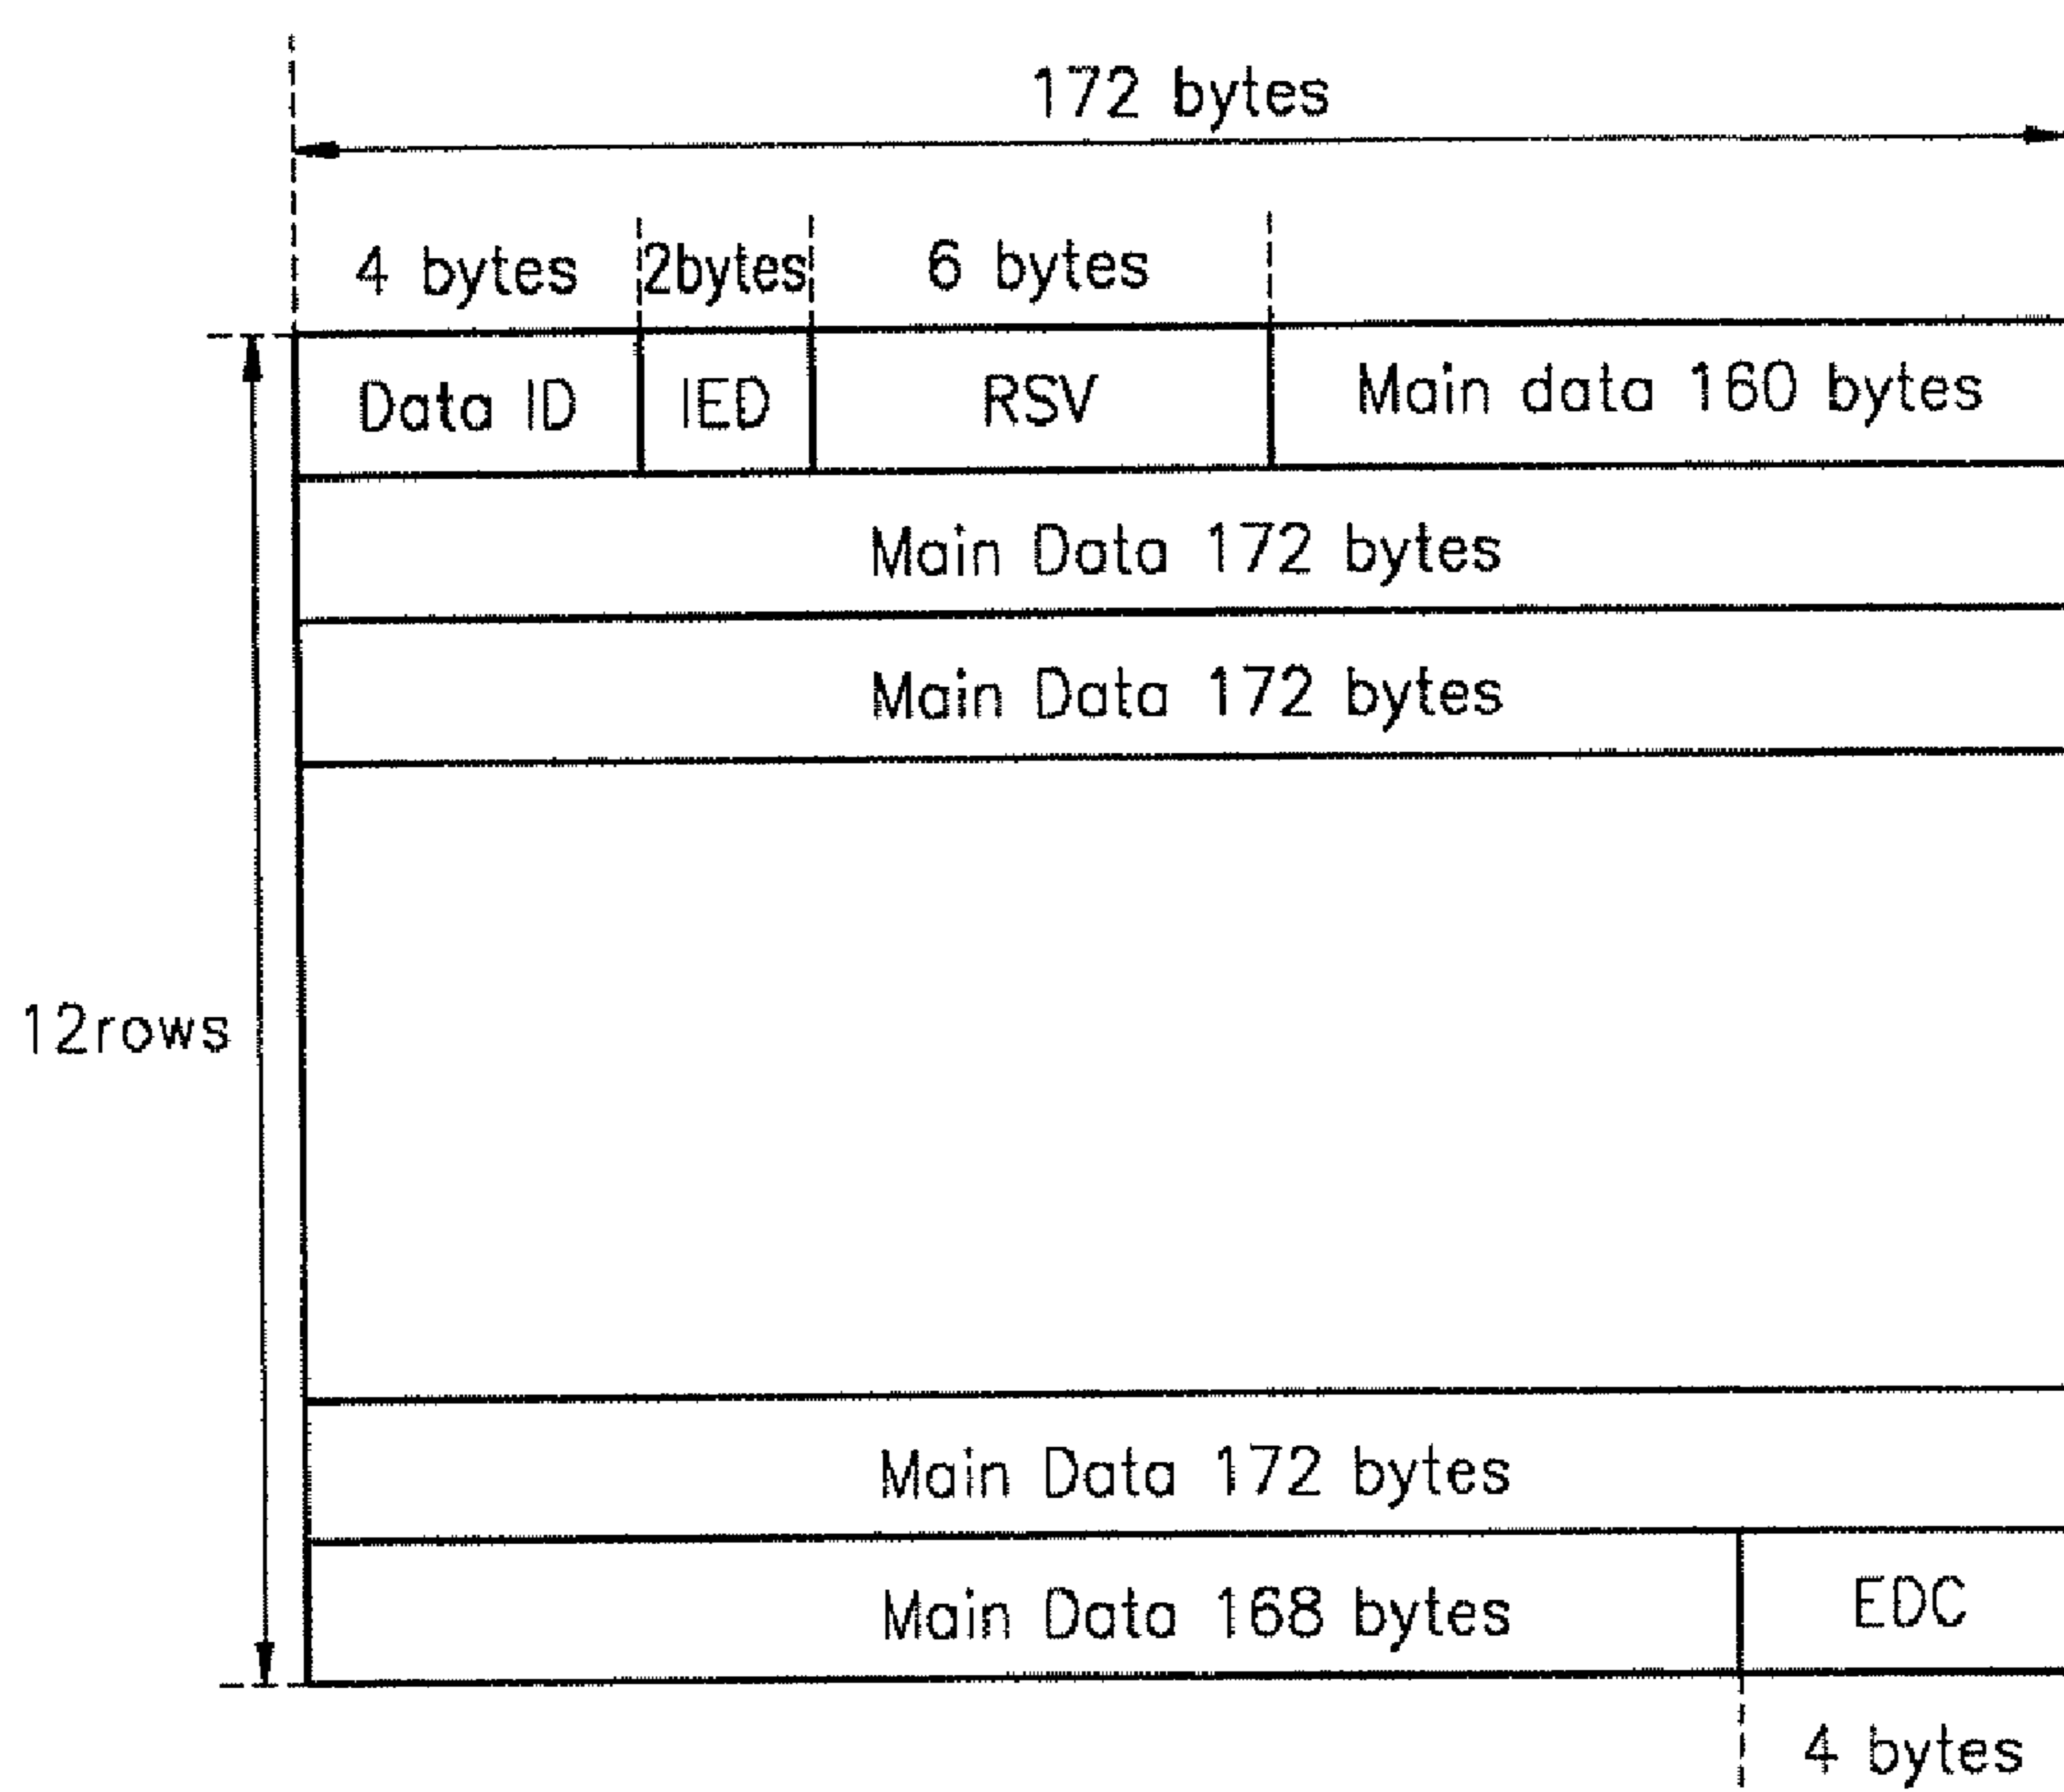 172 bytes
4 bytes 2bytes 6 bytes
Data ID IED RSV Main data 160 bytes
Main Data 172 bytes
Main Data 172 bytes
12rows
Main Data 172 bytes
Main Data 168 bytes EDC
4 bytes